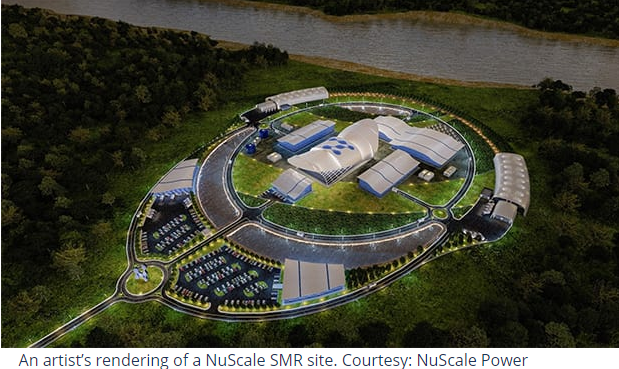 An artist’s rendering of a NuScale SMR site. Courtesy: NuScale Power